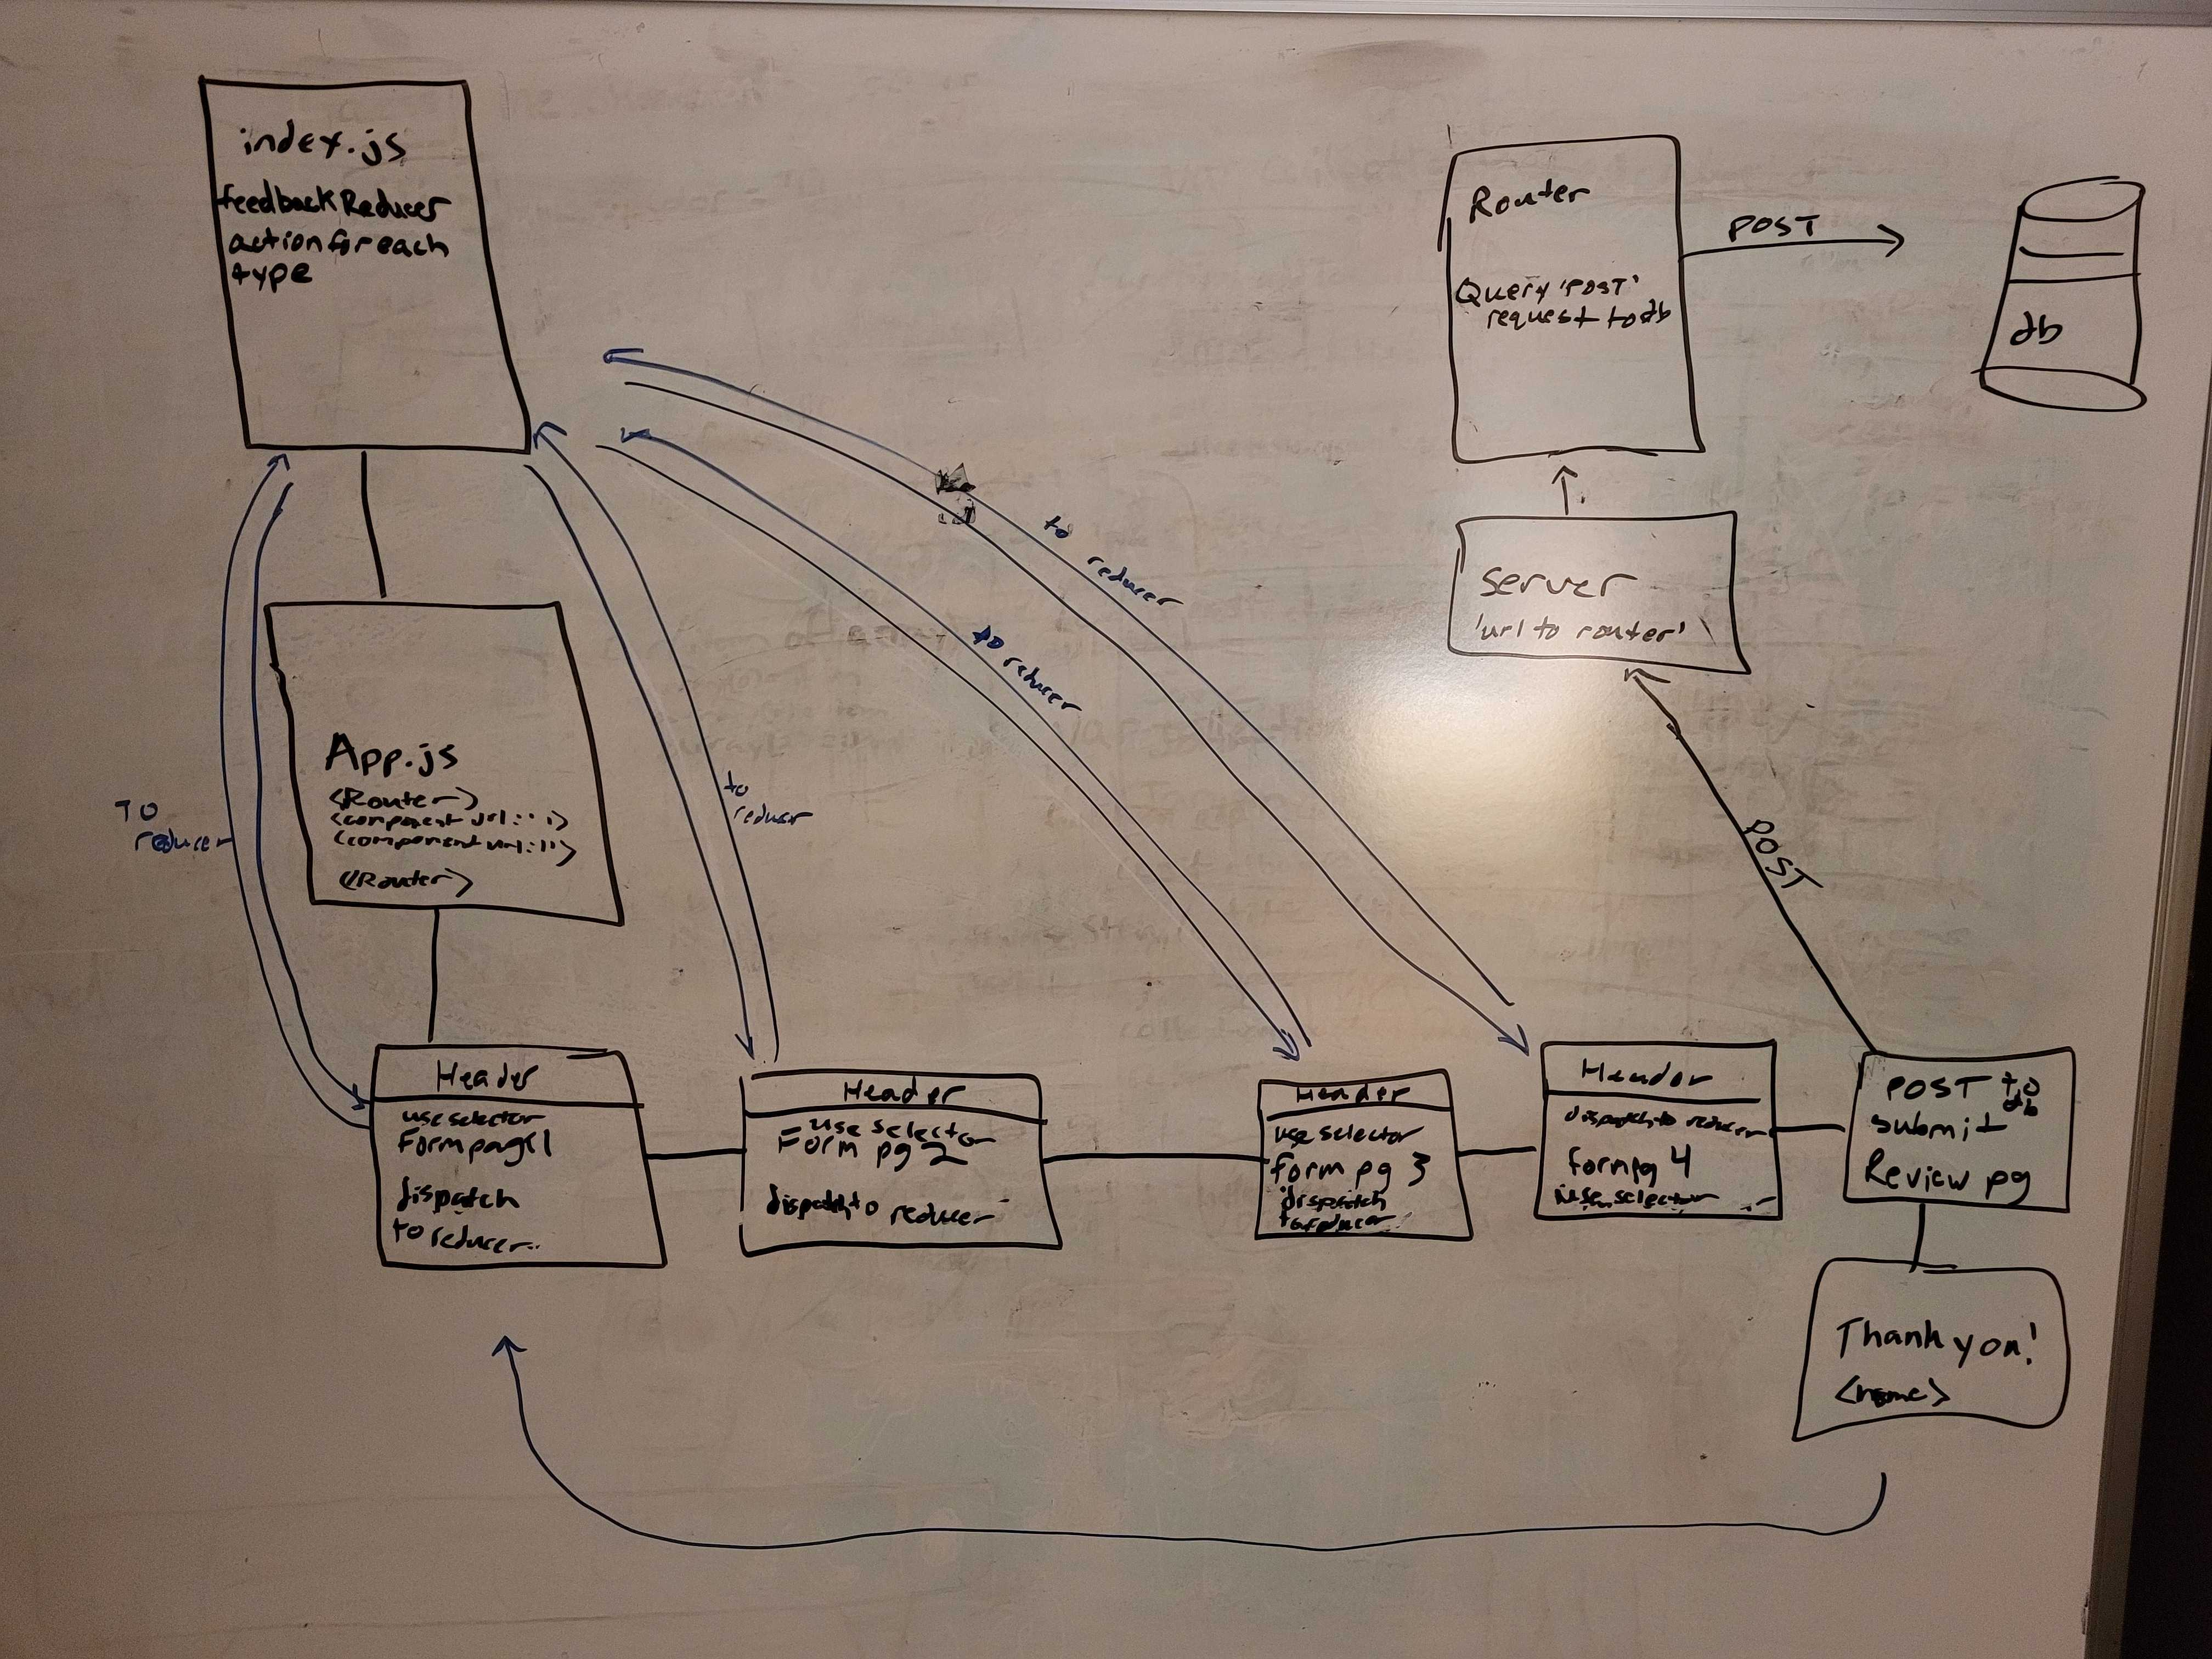 index.js
feedbackReducer
action for each
type
Router
Query 'POST'
request to db
POST
db
server
'url to router'
to
reducer
to reducer
to
reducer
TO
reducer
App.js
<Router>
<component url:' '>
<component url:''>
</Router>
POST
Header
use selector
Form page 1
dispatch
to reducer
Header
use selector
Form pg 2
dispatch to reducer
Header
use selector
form pg 3
dispatch
to reducer
Header
dispatch to reducer
form pg 4
use selector
POST to
db
submit
Review pg
Thank you!
<name>